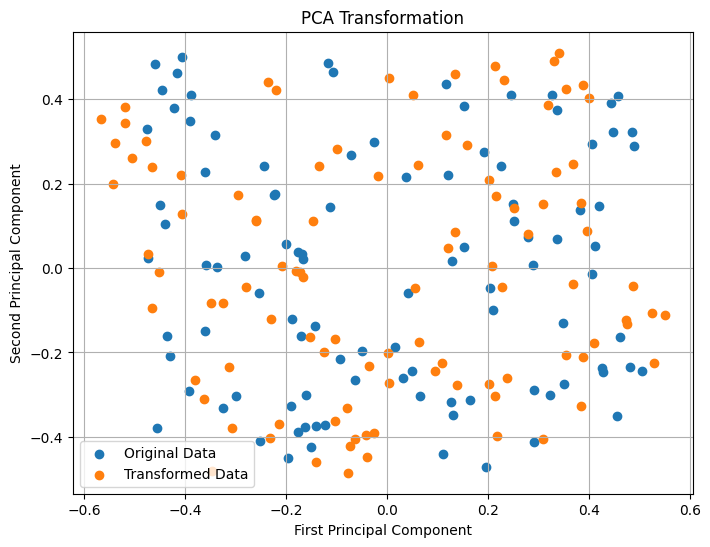 PCA Transformation
0.4
0.2
0.0
−0.2
−0.4
Second Principal Component
Original Data
Transformed Data
−0.6
−0.4
−0.2
0.0
0.2
0.4
0.6
First Principal Component